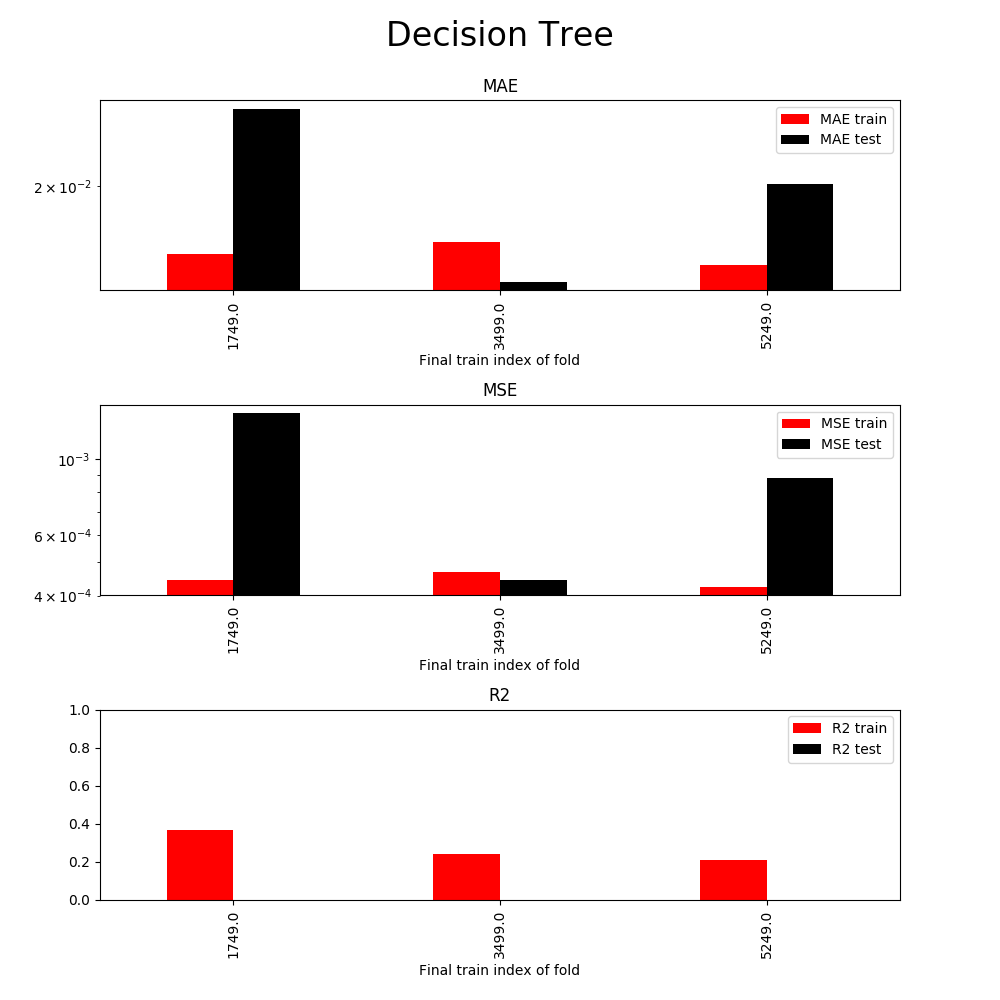 Decision Tree
MAE
MAE train
MAE test
2 × 10⁻²
1749.0
3499.0
5249.0
Final train index of fold
MSE
MSE train
MSE test
10⁻³
6 × 10⁻⁴
4 × 10⁻⁴
1749.0
3499.0
5249.0
Final train index of fold
R2
R2 train
R2 test
1.0
0.8
0.6
0.4
0.2
0.0
1749.0
3499.0
5249.0
Final train index of fold